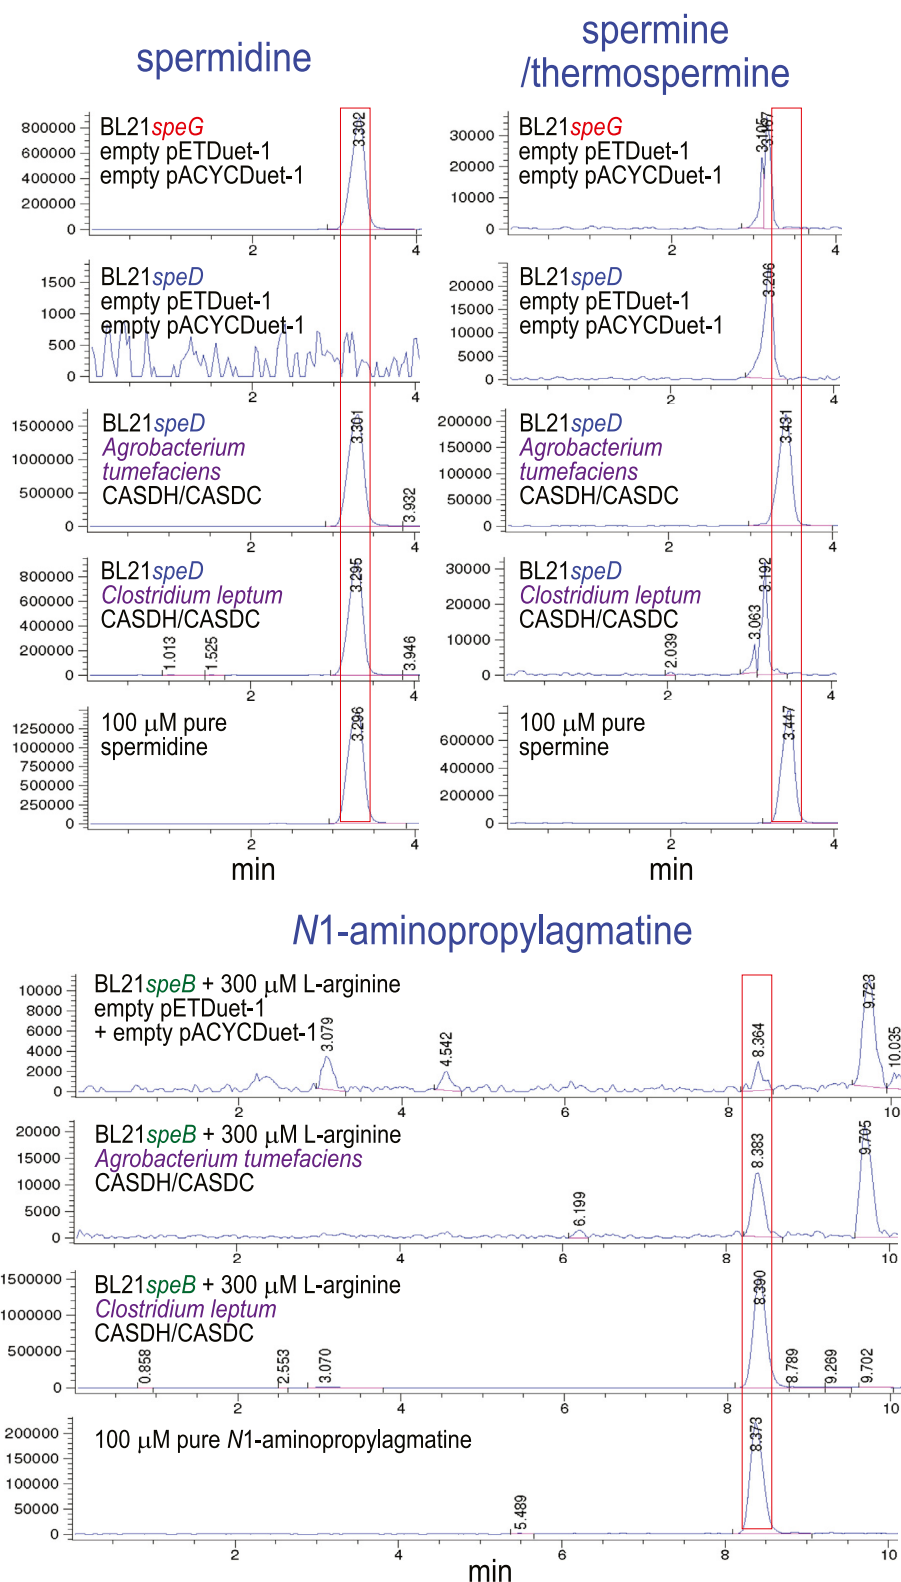 spermidine
800000
600000
400000
200000
0
BL21speG
empty pETDuet-1
empty pACYCDuet-1
3.302
2
4
1500
1000
500
0
BL21speD
empty pETDuet-1
empty pACYCDuet-1
2
4
1500000
1000000
500000
0
BL21speD
Agrobacterium
tumefaciens
CASDH/CASDC
3.301
3.932
2
4
800000
600000
400000
200000
0
BL21speD
Clostridium leptum
CASDH/CASDC
1.013
1.525
3.295
3.946
2
4
1250000
1000000
750000
500000
250000
0
100 μM pure
spermidine
3.296
2
4
min
spermine
/thermospermine
30000
20000
10000
0
BL21speG
empty pETDuet-1
empty pACYCDuet-1
3.105
3.167
2
4
20000
15000
10000
5000
0
BL21speD
empty pETDuet-1
empty pACYCDuet-1
3.206
2
4
200000
150000
100000
50000
0
BL21speD
Agrobacterium
tumefaciens
CASDH/CASDC
3.431
2
4
30000
20000
10000
0
BL21speD
Clostridium leptum
CASDH/CASDC
2.039
3.063
3.192
2
4
600000
400000
200000
0
100 μM pure
spermine
3.447
2
4
min
N1-aminopropylagmatine
10000
8000
6000
4000
2000
0
BL21speB + 300 μM L-arginine
empty pETDuet-1
+ empty pACYCDuet-1
3.079
4.542
8.364
9.723
10.035
2
4
6
8
10
20000
15000
10000
5000
0
BL21speB + 300 μM L-arginine
Agrobacterium tumefaciens
CASDH/CASDC
6.199
8.383
9.705
2
4
6
8
10
1500000
1000000
500000
0
BL21speB + 300 μM L-arginine
Clostridium leptum
CASDH/CASDC
0.858
2.553
3.070
8.390
8.789
9.269
9.702
2
4
6
8
10
200000
150000
100000
50000
0
100 μM pure N1-aminopropylagmatine
5.489
8.373
2
4
6
8
10
min